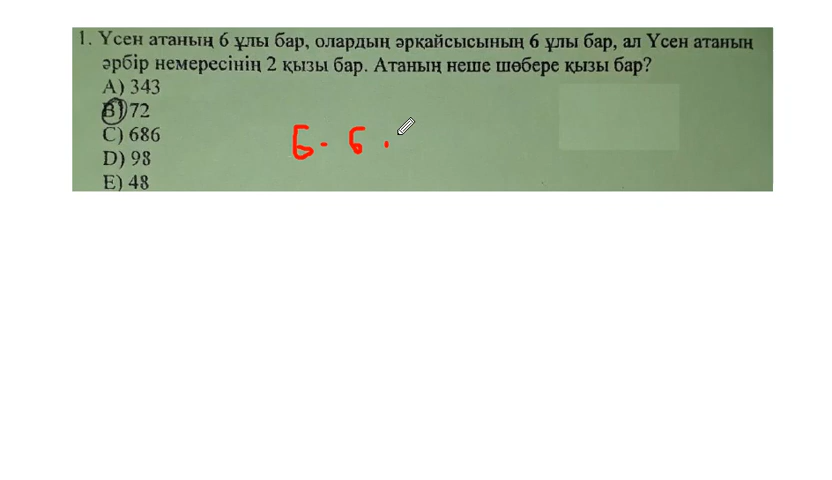 1. Үсен атаның 6 ұлы бар, олардың әрқайсысының 6 ұлы бар, ал Үсен атаның
әрбір немересінің 2 қызы бар. Атаның неше шөбере қызы бар?
A) 343
B) 72
C) 686
6 · 6 ·
D) 98
E) 48